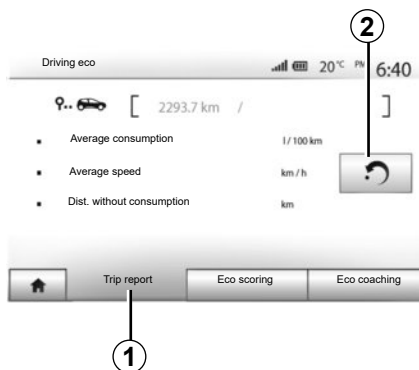 2
Driving eco 20°C PM 6:40
[ 2293.7 km / ]
Average consumption l / 100 km
Average speed km / h
Dist. without consumption km
Trip report Eco scoring Eco coaching
1